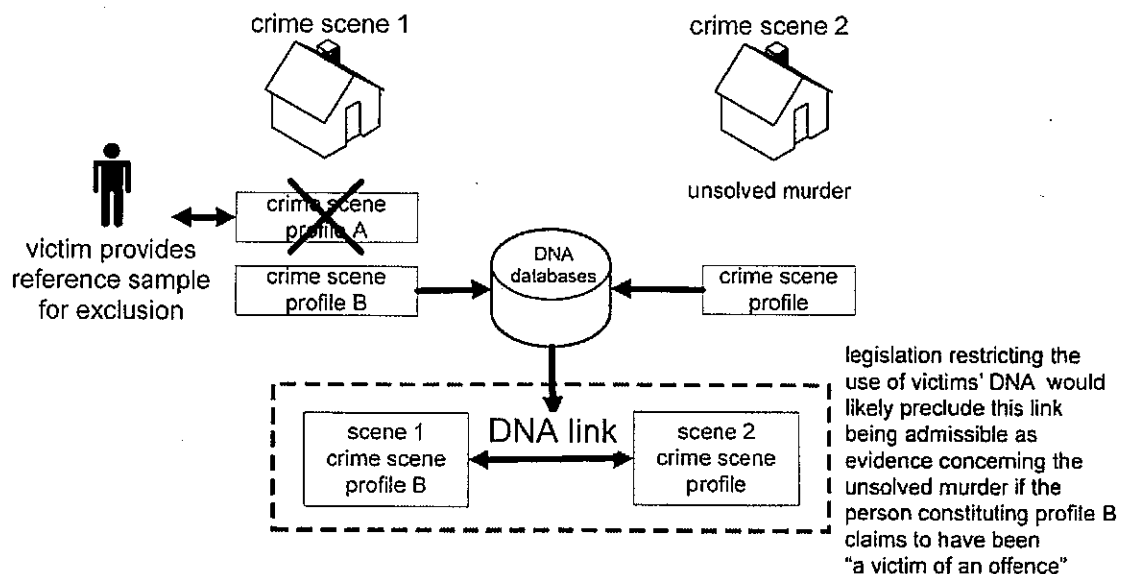 crime scene 1
crime scene 2
unsolved murder
crime scene
profile A
victim provides
reference sample
for exclusion
crime scene
profile B
DNA
databases
crime scene
profile
legislation restricting the
use of victims' DNA would
likely preclude this link
being admissible as
evidence concerning the
unsolved murder if the
person constituting profile B
claims to have been
"a victim of an offence"
DNA link
scene 1
crime scene
profile B
scene 2
crime scene
profile